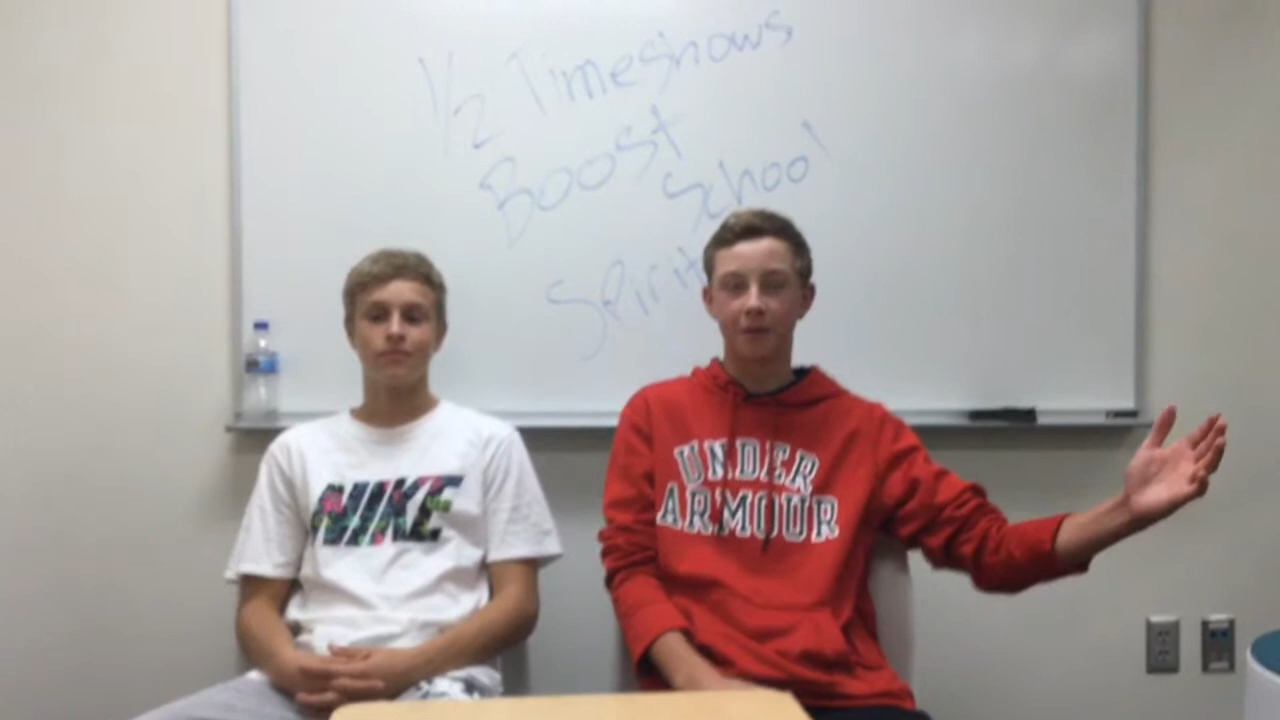 1/2 Timeshows
Boost
School
Spirit
NIKE
UNDER
ARMOUR